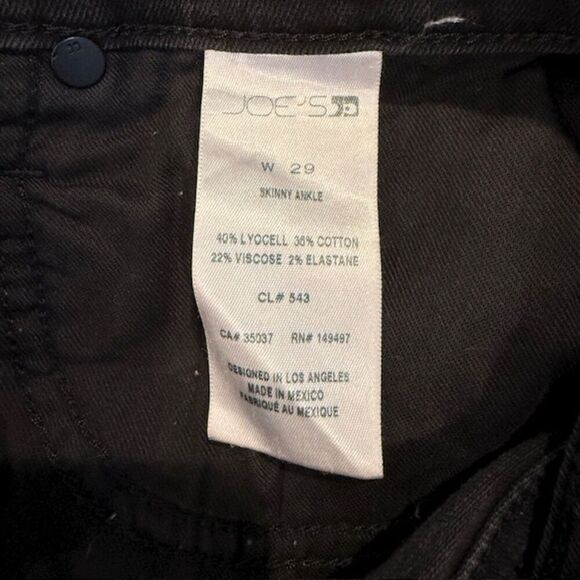 JOE'S
W 29
SKINNY ANKLE
40% LYOCELL 36% COTTON
22% VISCOSE 2% ELASTANE
CL# 543
CA# 35037 RN# 149497
DESIGNED IN LOS ANGELES
MADE IN MEXICO
FABRIQUÉ AU MEXIQUE